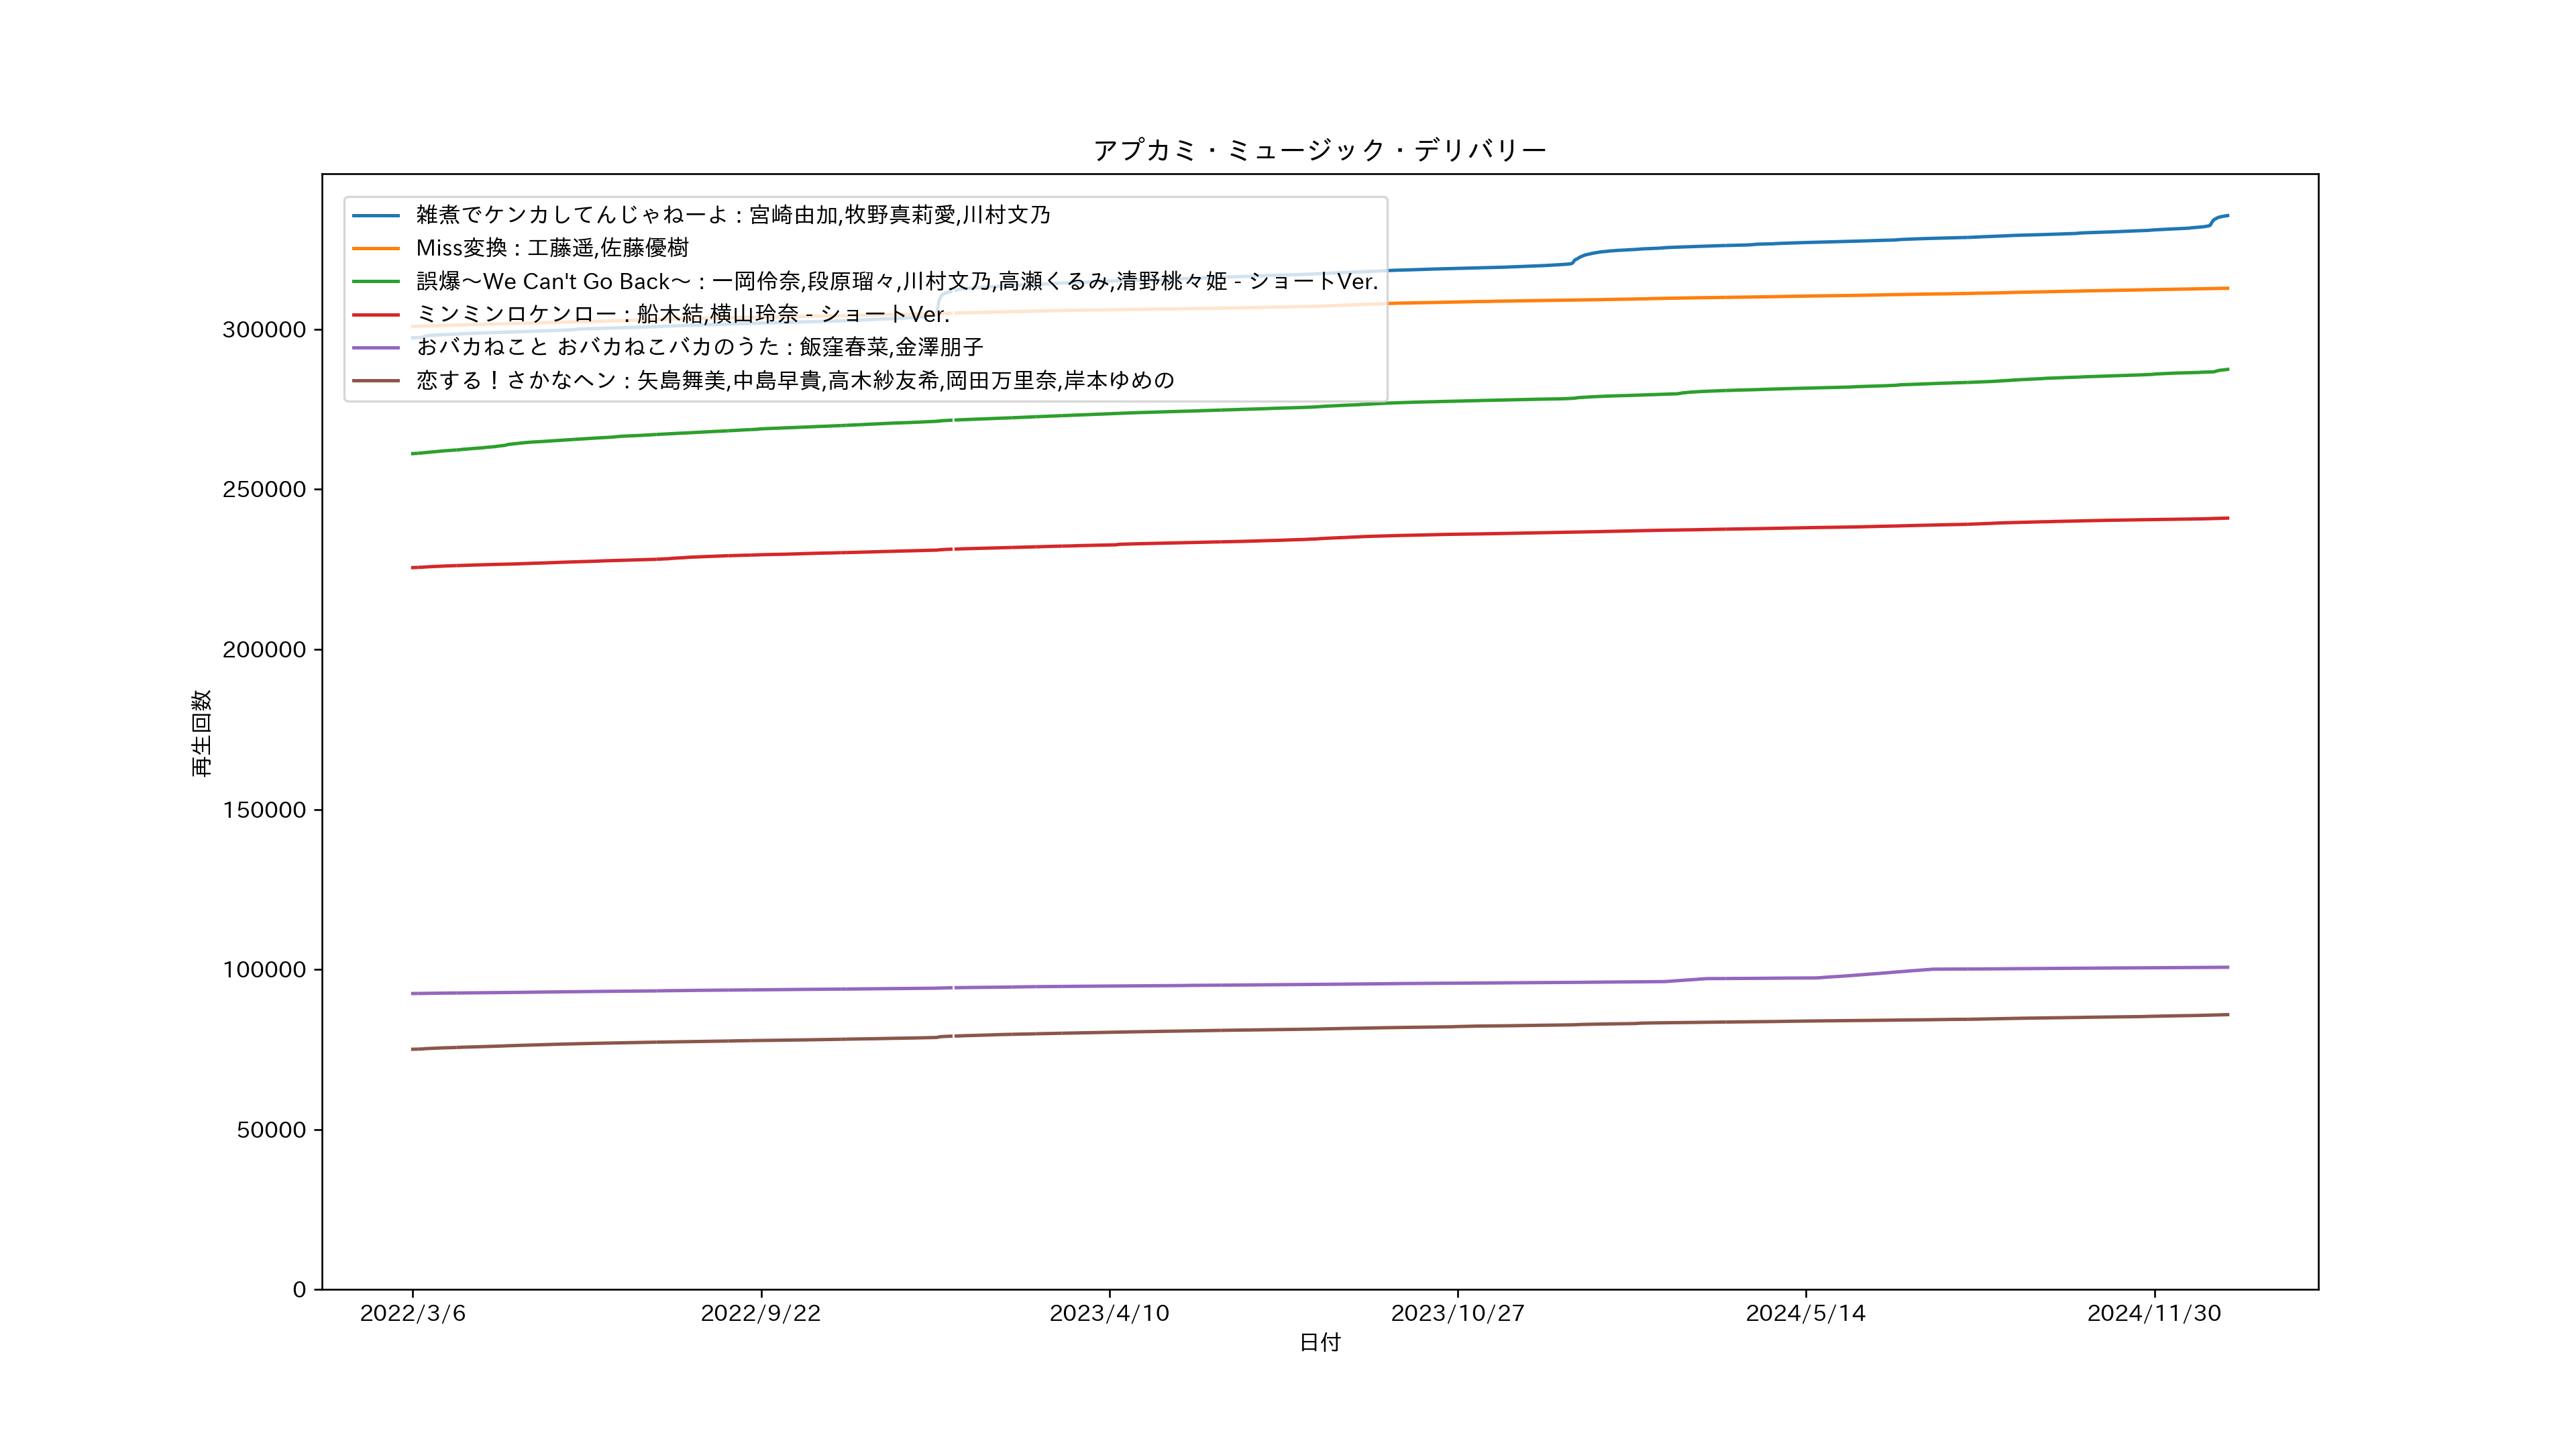 アプカミ・ミュージック・デリバリー
雑煮でケンカしてんじゃねーよ : 宮崎由加,牧野真莉愛,川村文乃
Miss変換 : 工藤遥,佐藤優樹
誤爆〜We Can't Go Back〜 : 一岡伶奈,段原瑠々,川村文乃,高瀬くるみ,清野桃々姫 - ショートVer.
ミンミンロケンロー : 船木結,横山玲奈 - ショートVer.
おバカねこと おバカねこバカのうた : 飯窪春菜,金澤朋子
恋する！さかなヘン : 矢島舞美,中島早貴,高木紗友希,岡田万里奈,岸本ゆめの
300000
250000
200000
150000
100000
50000
0
再生回数
2022/3/6
2022/9/22
2023/4/10
2023/10/27
2024/5/14
2024/11/30
日付